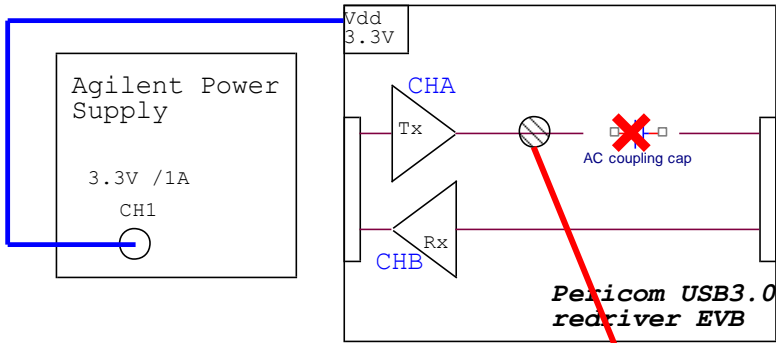 Vdd
3.3V
Agilent Power
Supply
3.3V /1A
CH1
CHA
Tx
AC coupling cap
Rx
CHB
Pericom USB3.0
redriver EVB